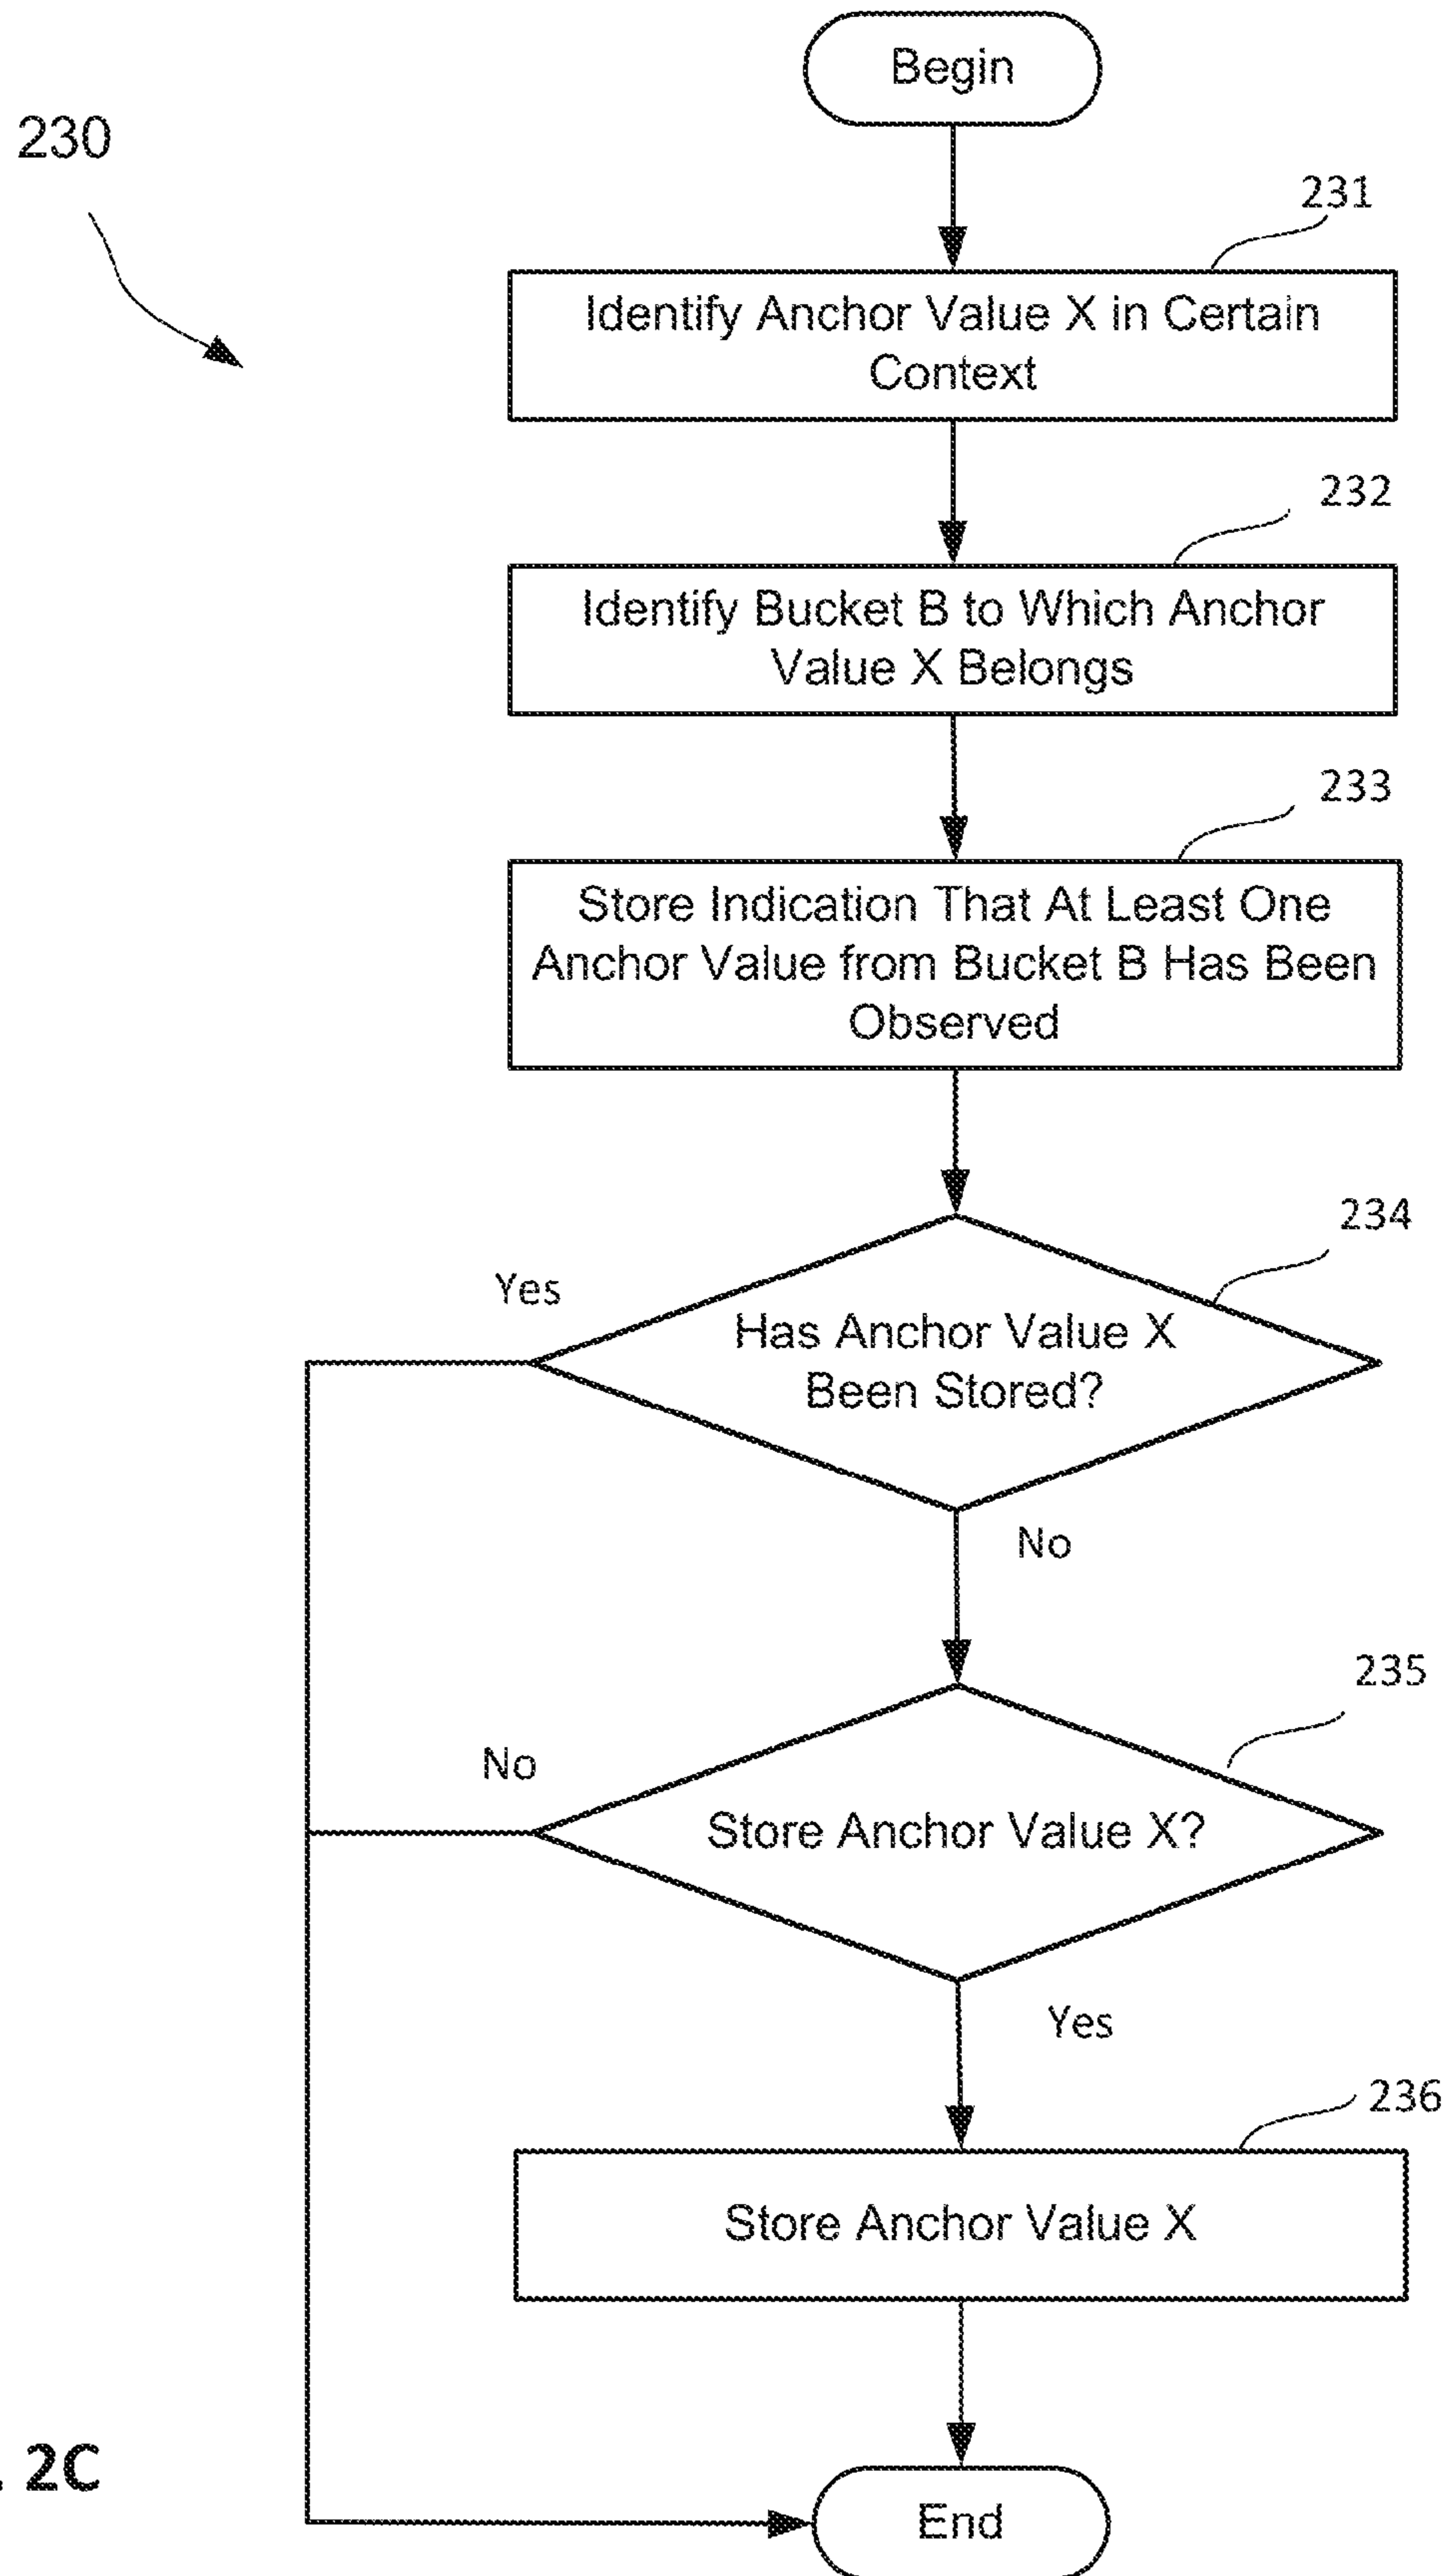 Begin
230
231
Identify Anchor Value X in Certain
Context
232
Identify Bucket B to Which Anchor
Value X Belongs
233
Store Indication That At Least One
Anchor Value from Bucket B Has Been
Observed
234
Yes
Has Anchor Value X
Been Stored?
No
235
No
Store Anchor Value X?
Yes
236
Store Anchor Value X
2C
End